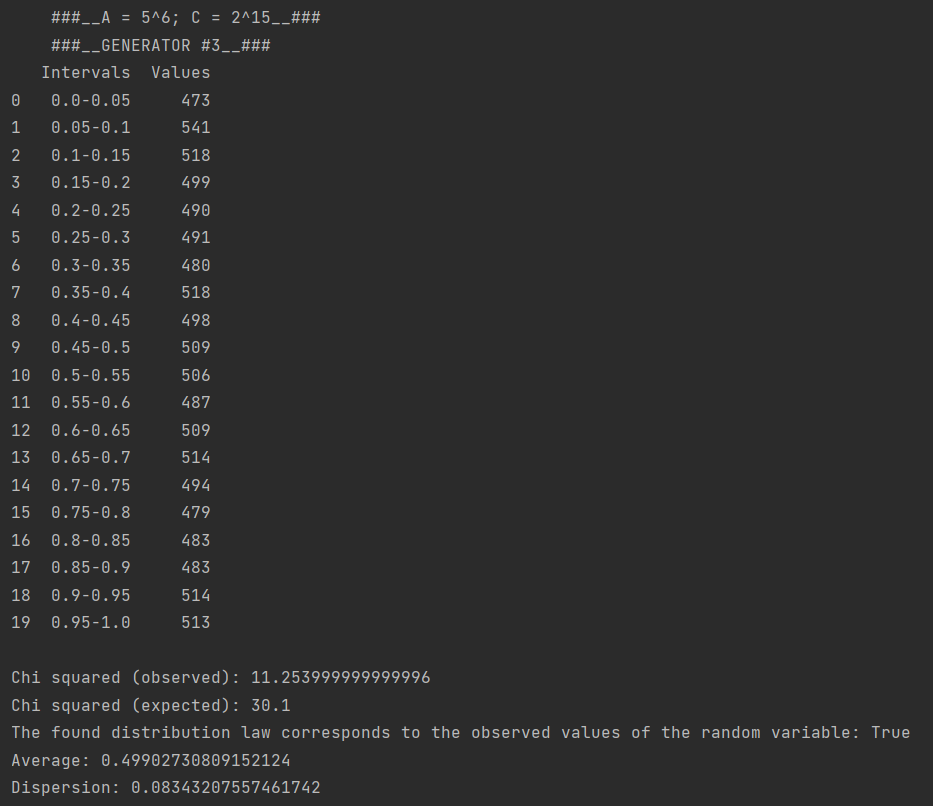 ###__A = 5^6; C = 2^15__###
###__GENERATOR #3__###
Intervals Values
0 0.0-0.05 473
1 0.05-0.1 541
2 0.1-0.15 518
3 0.15-0.2 499
4 0.2-0.25 490
5 0.25-0.3 491
6 0.3-0.35 480
7 0.35-0.4 518
8 0.4-0.45 498
9 0.45-0.5 509
10 0.5-0.55 506
11 0.55-0.6 487
12 0.6-0.65 509
13 0.65-0.7 514
14 0.7-0.75 494
15 0.75-0.8 479
16 0.8-0.85 483
17 0.85-0.9 483
18 0.9-0.95 514
19 0.95-1.0 513
Chi squared (observed): 11.253999999999996
Chi squared (expected): 30.1
The found distribution law corresponds to the observed values of the random variable: True
Average: 0.49902730809152124
Dispersion: 0.08343207557461742